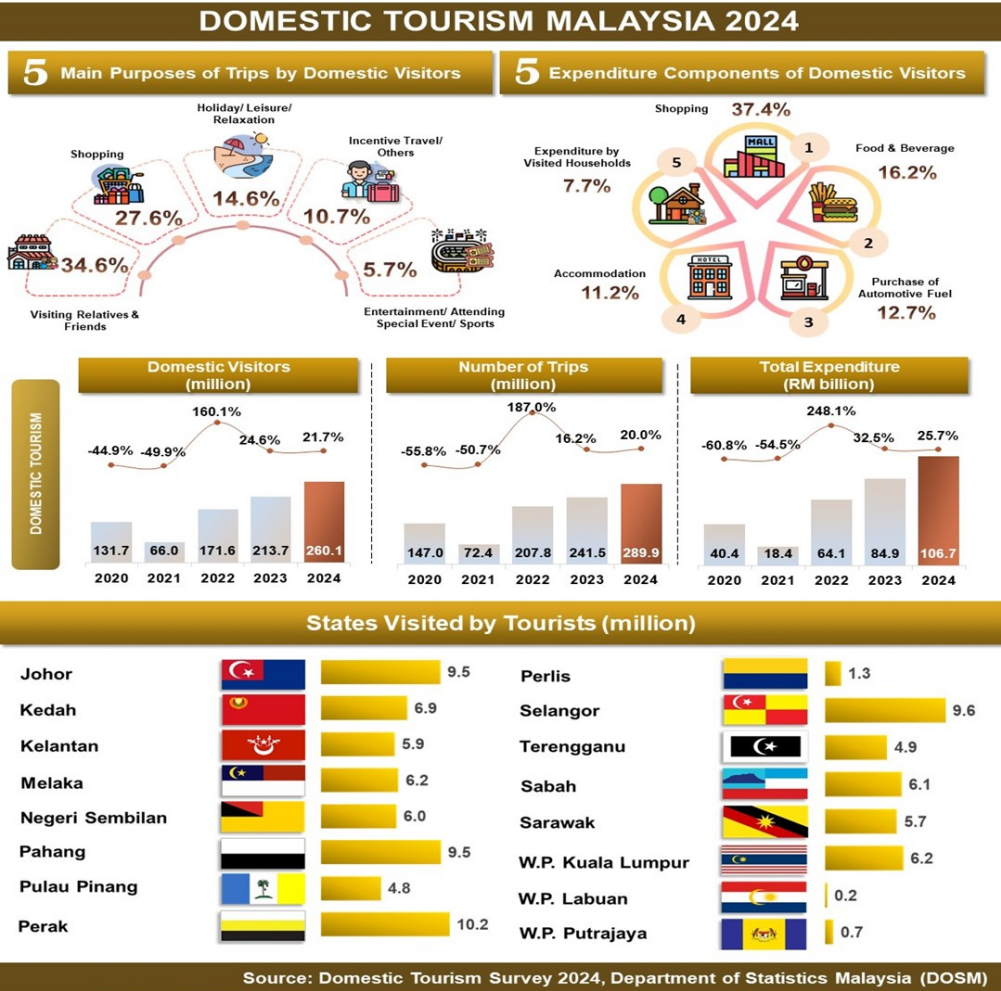 DOMESTIC TOURISM MALAYSIA 2024
5 Main Purposes of Trips by Domestic Visitors
Holiday/ Leisure/
Relaxation
14.6%
Shopping
27.6%
Incentive Travel/
Others
10.7%
34.6%
Visiting Relatives &
Friends
5.7%
Entertainment/ Attending
Special Event/ Sports
5 Expenditure Components of Domestic Visitors
Shopping 37.4%
MALL
1
Food & Beverage
16.2%
2
Purchase of
Automotive Fuel
12.7%
3
Accommodation
11.2%
HOTEL
4
Expenditure by
Visited Households
7.7%
5
DOMESTIC TOURISM
Domestic Visitors
(million)
-44.9% -49.9% 160.1% 24.6% 21.7%
131.7 66.0 171.6 213.7 260.1
2020 2021 2022 2023 2024
Number of Trips
(million)
-55.8% -50.7% 187.0% 16.2% 20.0%
147.0 72.4 207.8 241.5 289.9
2020 2021 2022 2023 2024
Total Expenditure
(RM billion)
-60.8% -54.5% 248.1% 32.5% 25.7%
40.4 18.4 64.1 84.9 106.7
2020 2021 2022 2023 2024
States Visited by Tourists (million)
Johor 9.5
Kedah 6.9
Kelantan 5.9
Melaka 6.2
Negeri Sembilan 6.0
Pahang 9.5
Pulau Pinang 4.8
Perak 10.2
Perlis 1.3
Selangor 9.6
Terengganu 4.9
Sabah 6.1
Sarawak 5.7
W.P. Kuala Lumpur 6.2
W.P. Labuan 0.2
W.P. Putrajaya 0.7
Source: Domestic Tourism Survey 2024, Department of Statistics Malaysia (DOSM)